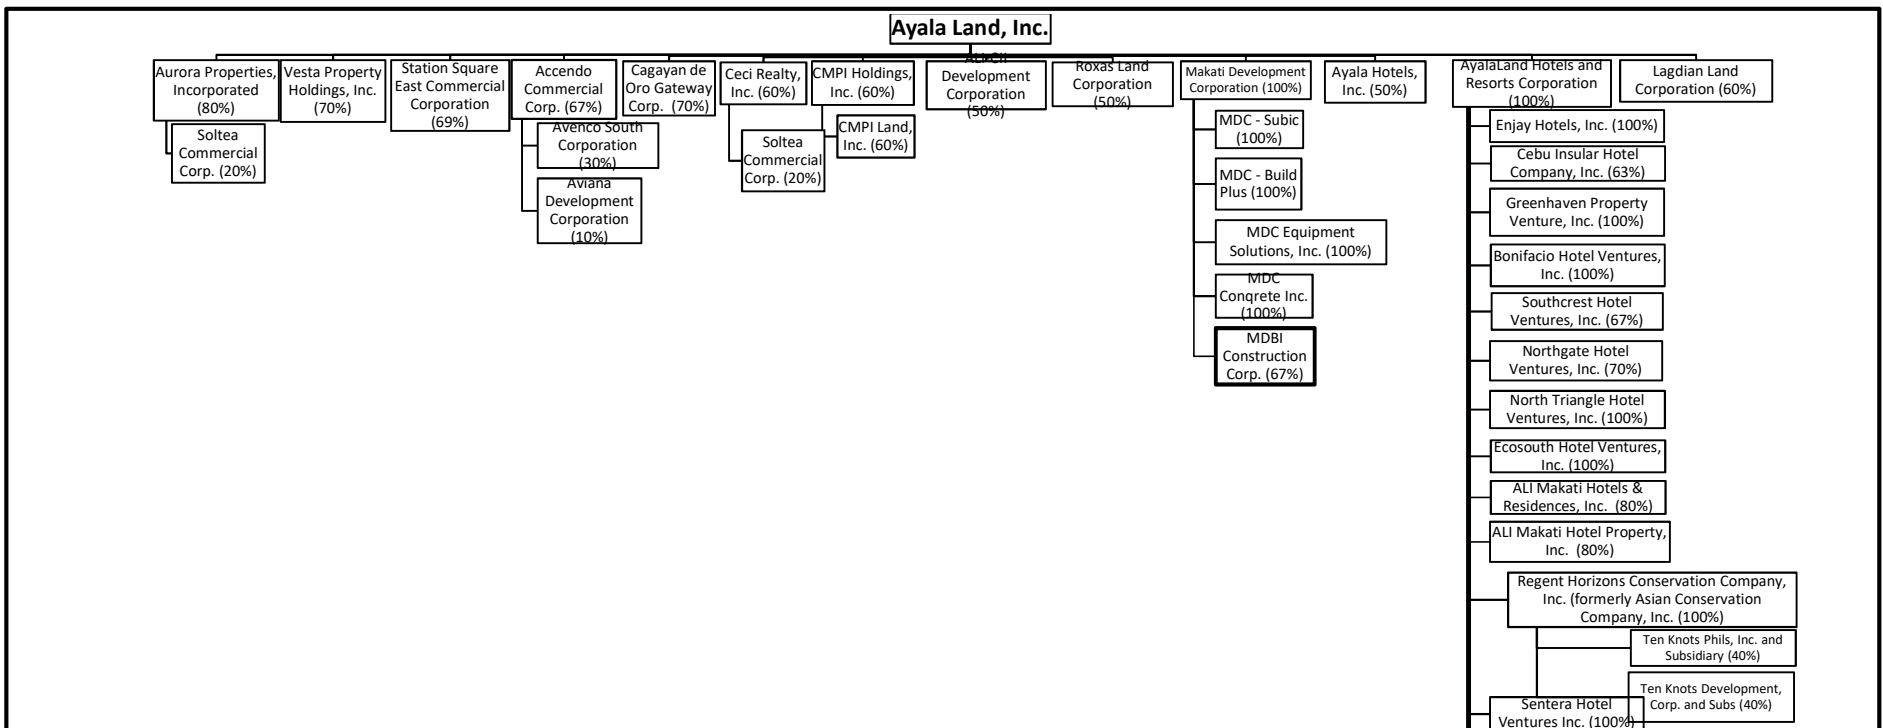 Ayala Land, Inc.
Aurora Properties,
Incorporated
(80%)
Soltea
Commercial
Corp. (20%)
Vesta Property
Holdings, Inc.
(70%)
Station Square
East Commercial
Corporation
(69%)
Accendo
Commercial
Corp. (67%)
Avenco South
Corporation
(30%)
Aviana
Development
Corporation
(10%)
Cagayan de
Oro Gateway
Corp. (70%)
Ceci Realty,
Inc. (60%)
Soltea
Commercial
Corp. (20%)
CMPI Holdings,
Inc. (60%)
CMPI Land,
Inc. (60%)
ALI-CII
Development
Corporation
(50%)
Roxas Land
Corporation
(50%)
Makati Development
Corporation (100%)
MDC - Subic
(100%)
MDC - Build
Plus (100%)
MDC Equipment
Solutions, Inc. (100%)
MDC
Conqrete Inc.
(100%)
MDBI
Construction
Corp. (67%)
Ayala Hotels,
Inc. (50%)
AyalaLand Hotels and
Resorts Corporation
(100%)
Enjay Hotels, Inc. (100%)
Cebu Insular Hotel
Company, Inc. (63%)
Greenhaven Property
Venture, Inc. (100%)
Bonifacio Hotel Ventures,
Inc. (100%)
Southcrest Hotel
Ventures, Inc. (67%)
Northgate Hotel
Ventures, Inc. (70%)
North Triangle Hotel
Ventures, Inc. (100%)
Ecosouth Hotel Ventures,
Inc. (100%)
ALI Makati Hotels &
Residences, Inc. (80%)
ALI Makati Hotel Property,
Inc. (80%)
Regent Horizons Conservation Company,
Inc. (formerly Asian Conservation
Company, Inc. (100%)
Ten Knots Phils, Inc. and
Subsidiary (40%)
Ten Knots Development,
Corp. and Subs (40%)
Sentera Hotel
Ventures Inc. (100%)
Lagdian Land
Corporation (60%)